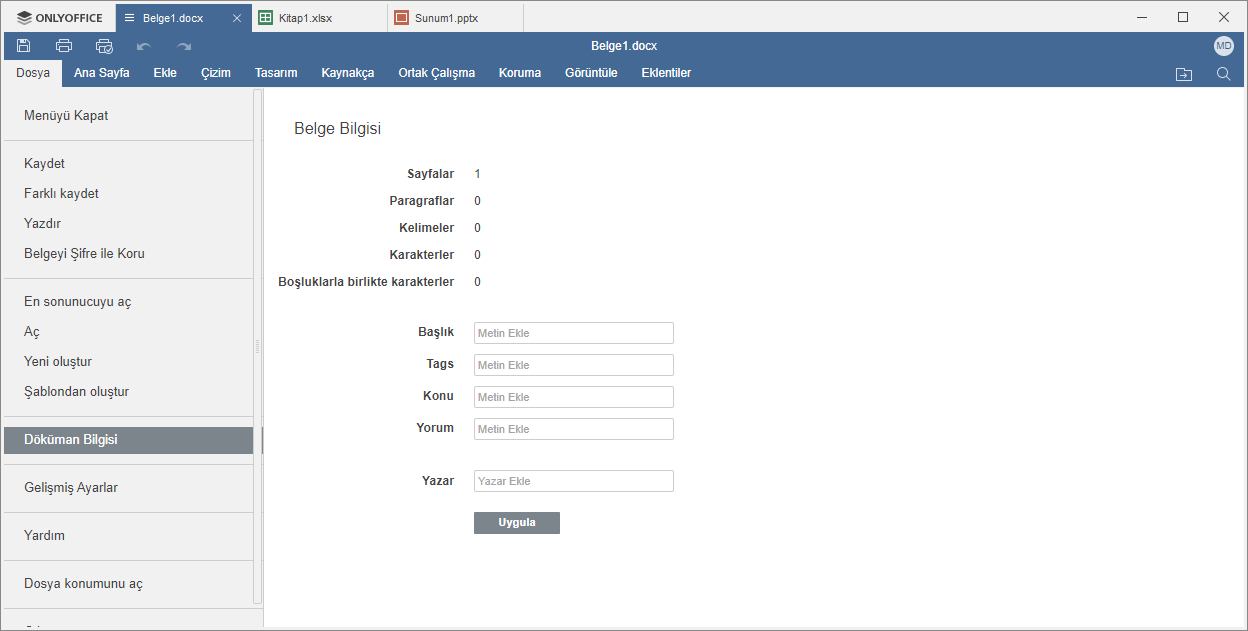 ONLYOFFICE Belge1.docx Kitap1.xlsx Sunum1.pptx
Belge1.docx MD
Dosya Ana Sayfa Ekle Çizim Tasarım Kaynakça Ortak Çalışma Koruma Görüntüle Eklentiler
Menüyü Kapat
Kaydet
Farklı kaydet
Yazdır
Belgeyi Şifre ile Koru
En sonunucuyu aç
Aç
Yeni oluştur
Şablondan oluştur
Döküman Bilgisi
Gelişmiş Ayarlar
Yardım
Dosya konumunu aç
Belge Bilgisi
Sayfalar 1
Paragraflar 0
Kelimeler 0
Karakterler 0
Boşluklarla birlikte karakterler 0
Başlık Metin Ekle
Tags Metin Ekle
Konu Metin Ekle
Yorum Metin Ekle
Yazar Yazar Ekle
Uygula